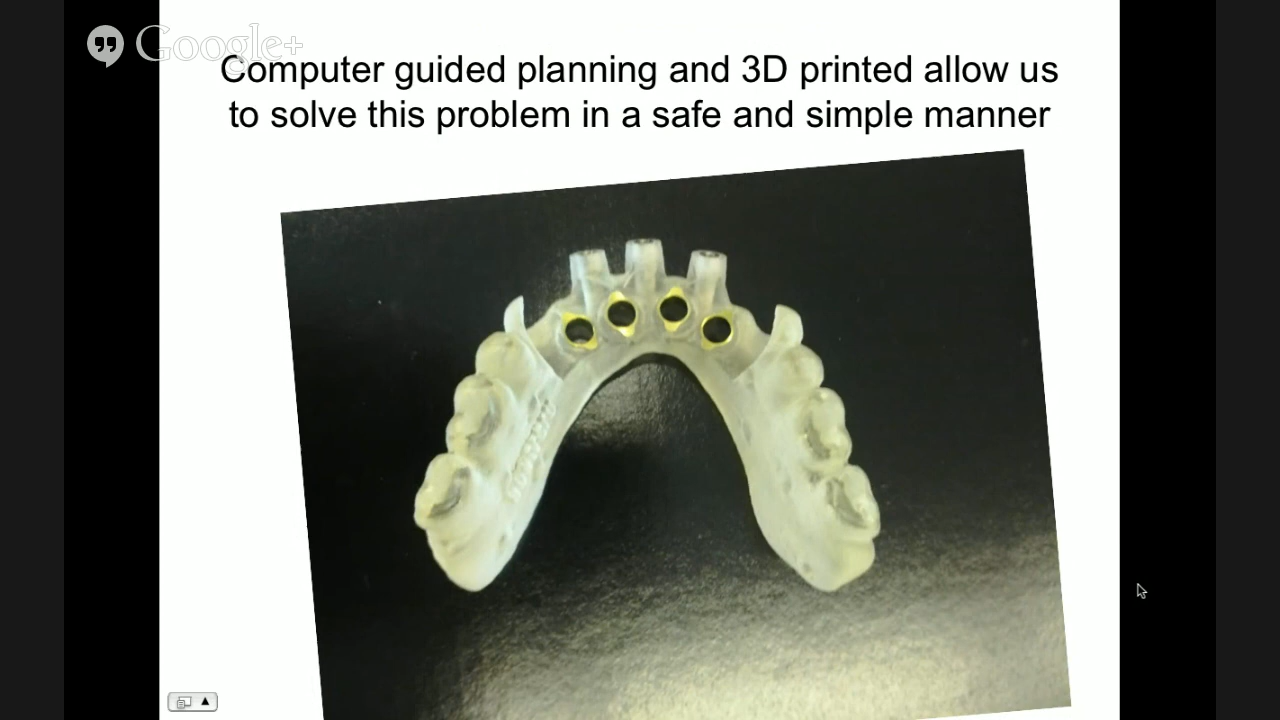 Google+
Computer guided planning and 3D printed allow us
to solve this problem in a safe and simple manner